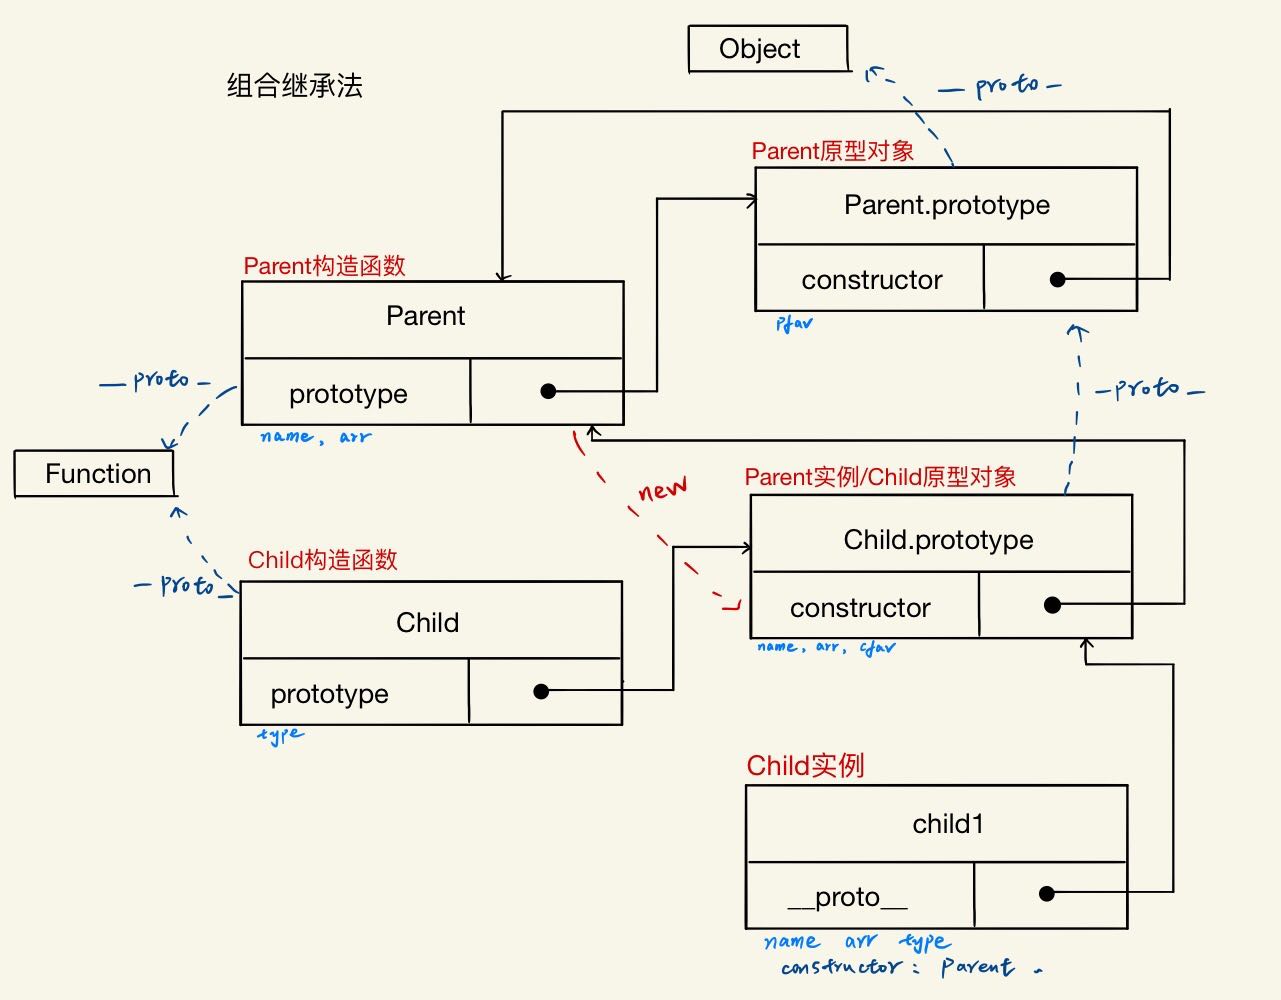 Object
组合继承法
— proto —
Parent原型对象
Parent.prototype
constructor
pfav
Parent构造函数
Parent
prototype
name, arr
— proto —
— proto —
Function
new
Parent实例/Child原型对象
Child.prototype
constructor
name, arr, cfav
Child构造函数
— proto —
Child
prototype
type
Child实例
child1
__proto__
name arr type
constructor: Parent.